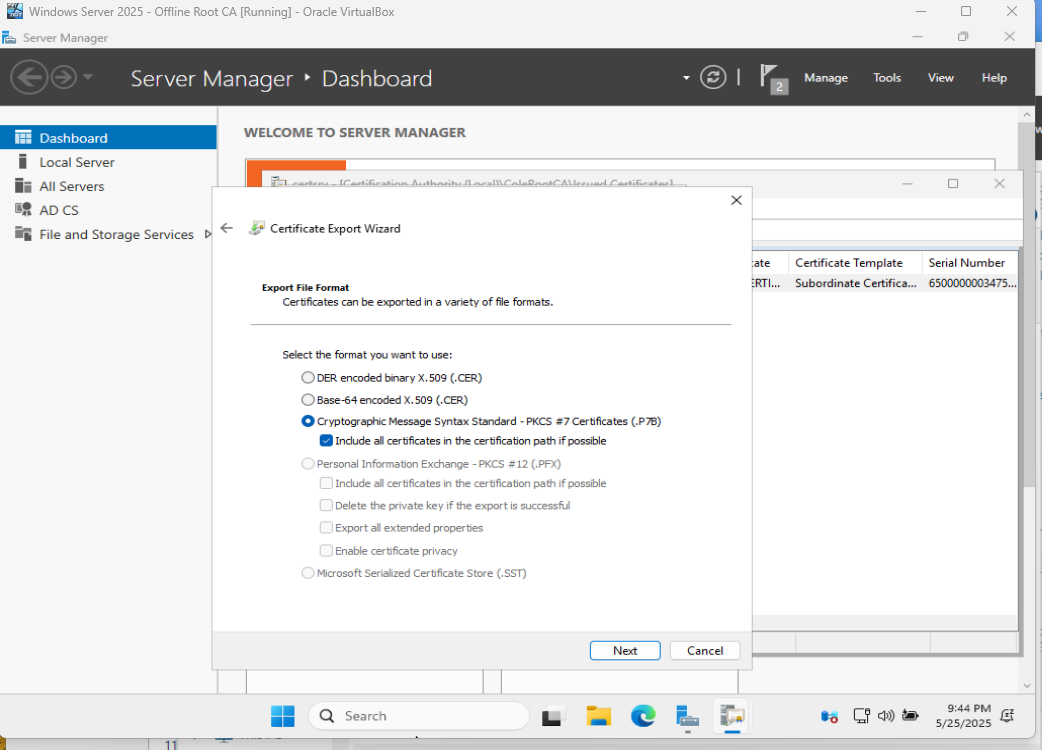 Windows Server 2025 - Offline Root CA [Running] - Oracle VirtualBox
Server Manager
Server Manager ‣ Dashboard
2
Manage Tools View Help
Dashboard
Local Server
All Servers
AD CS
File and Storage Services
WELCOME TO SERVER MANAGER
certsrv - [Certification Authority (Local)\ColeRootCA\Issued Certificates]
Certificate Template Serial Number
Subordinate Certifica... 6500000003475...
Certificate Export Wizard
Export File Format
Certificates can be exported in a variety of file formats.
Select the format you want to use:
DER encoded binary X.509 (.CER)
Base-64 encoded X.509 (.CER)
Cryptographic Message Syntax Standard - PKCS #7 Certificates (.P7B)
Include all certificates in the certification path if possible
Personal Information Exchange - PKCS #12 (.PFX)
Include all certificates in the certification path if possible
Delete the private key if the export is successful
Export all extended properties
Enable certificate privacy
Microsoft Serialized Certificate Store (.SST)
Next Cancel
Search
9:44 PM
5/25/2025
11